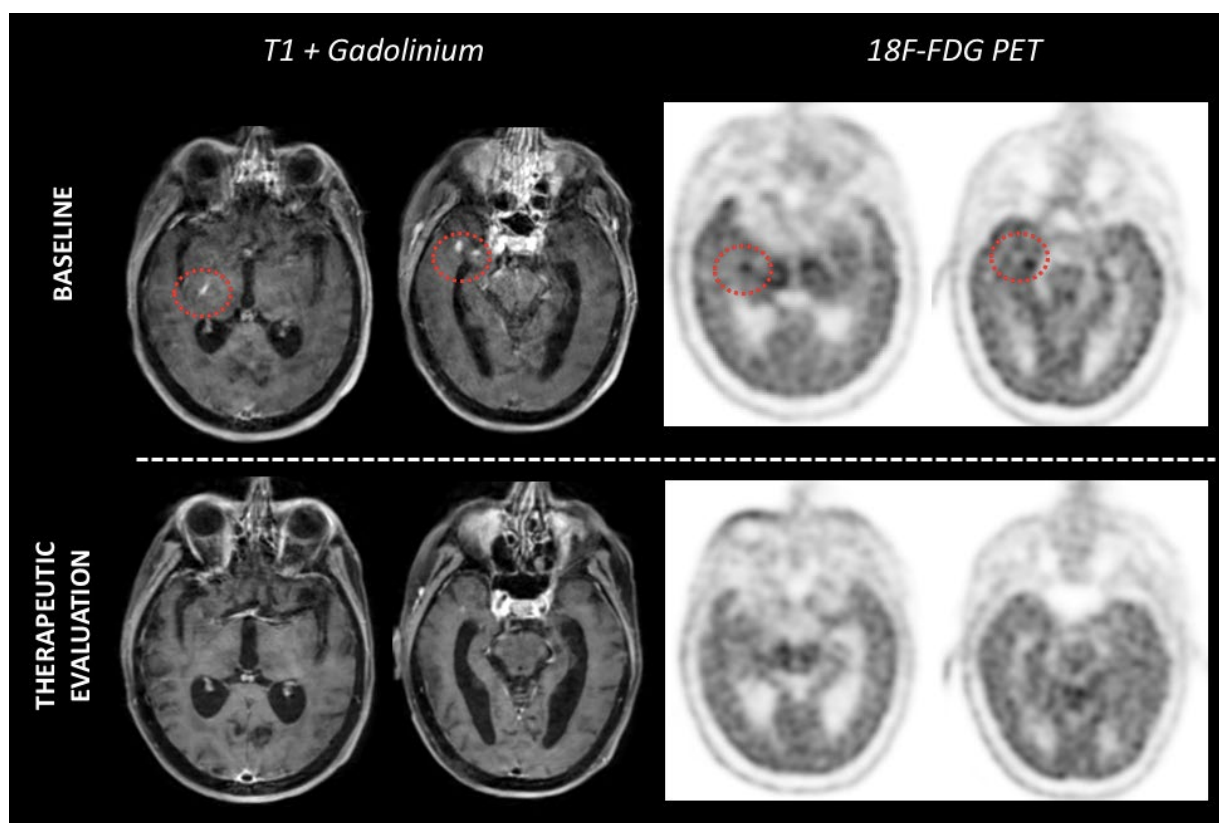 T1 + Gadolinium
18F-FDG PET
BASELINE
THERAPEUTIC
EVALUATION